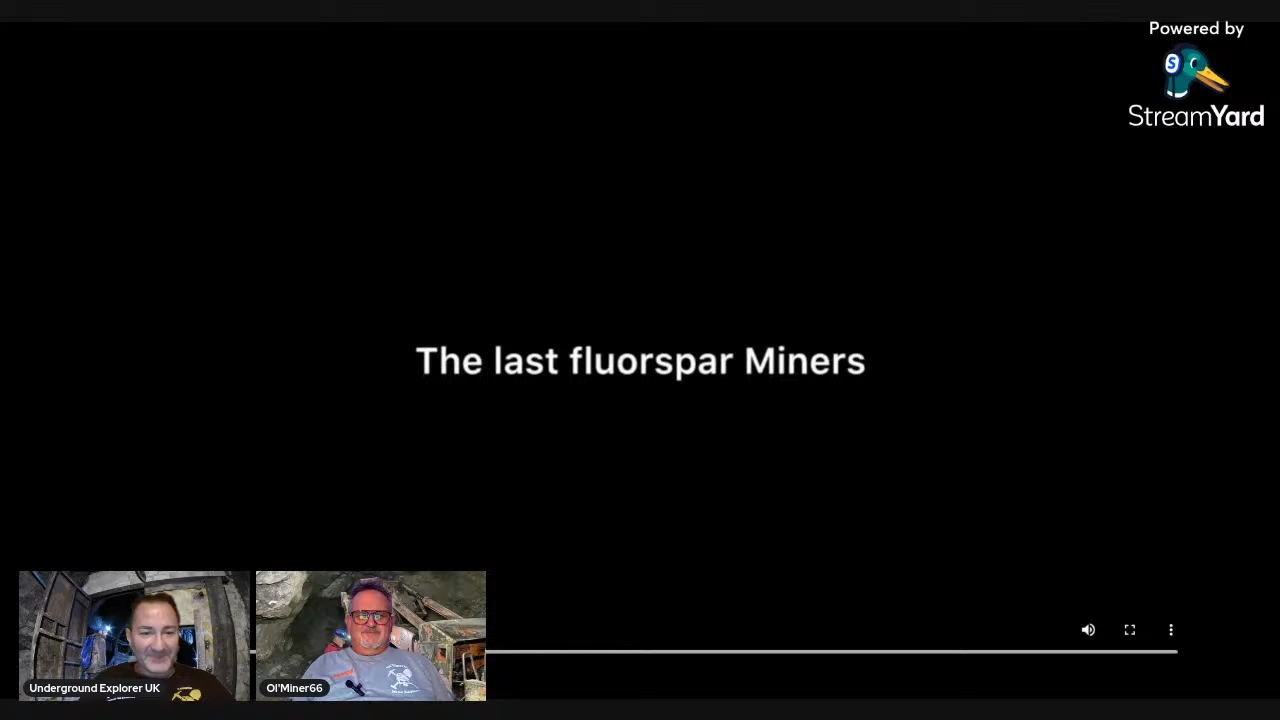 Powered by
S
StreamYard
The last fluorspar Miners
Underground Explorer UK
Ol'Miner66